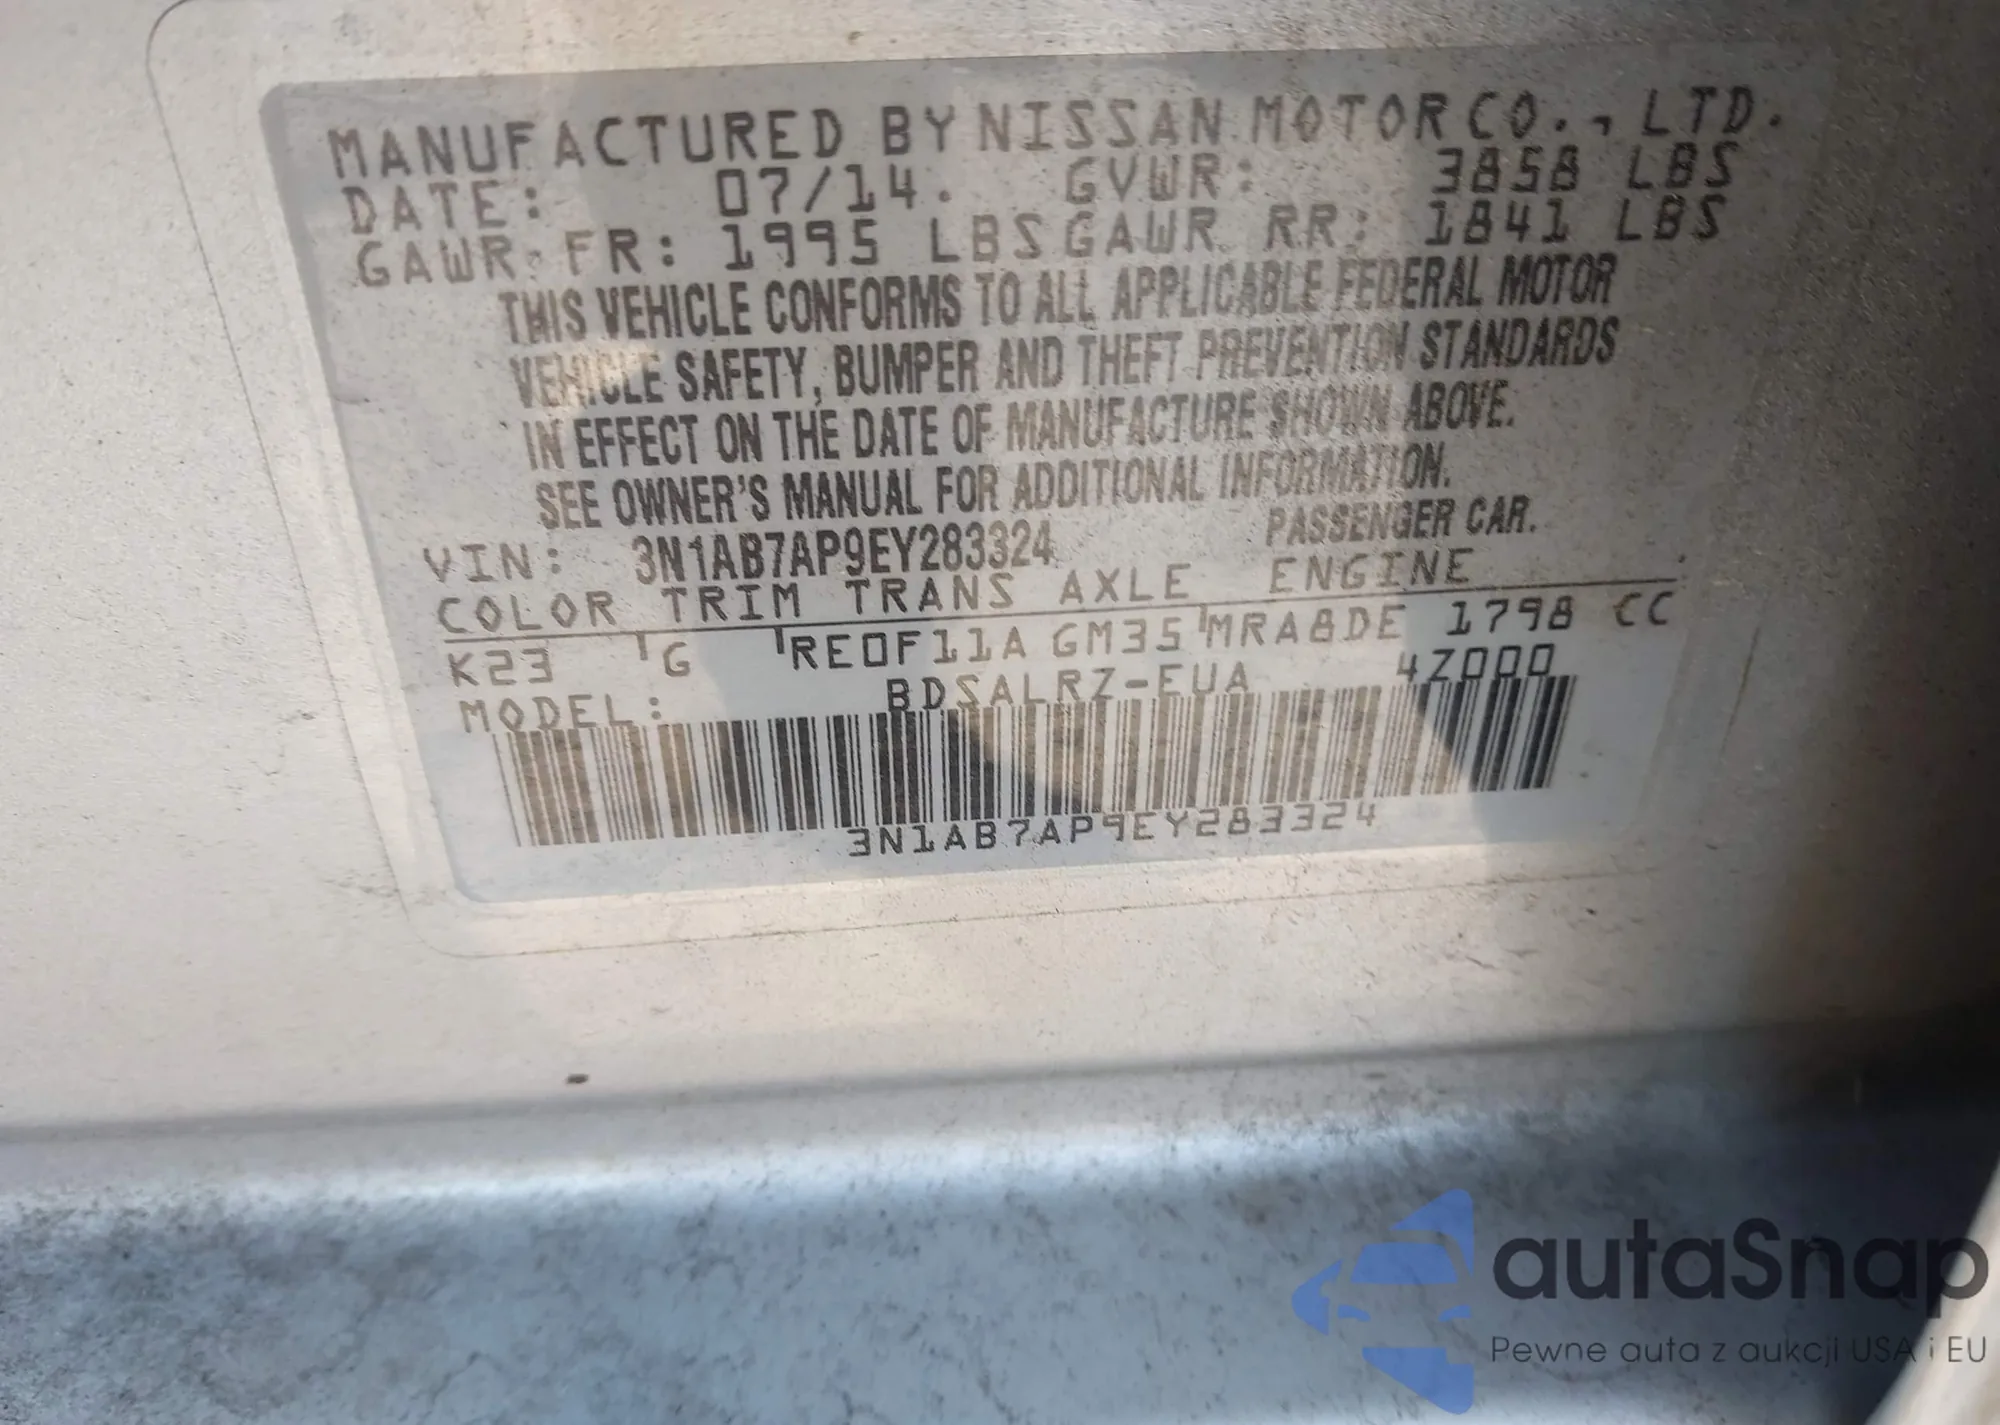 MANUFACTURED BY NISSAN MOTOR CO., LTD.
DATE: 07/14. GVWR: 3858 LBS
GAWR. FR: 1995 LBS GAWR RR: 1841 LBS
THIS VEHICLE CONFORMS TO ALL APPLICABLE FEDERAL MOTOR
VEHICLE SAFETY, BUMPER AND THEFT PREVENTION STANDARDS
IN EFFECT ON THE DATE OF MANUFACTURE SHOWN ABOVE.
SEE OWNER'S MANUAL FOR ADDITIONAL INFORMATION.
VIN: 3N1AB7AP9EY283324 PASSENGER CAR.
COLOR TRIM TRANS AXLE ENGINE
K23 G RE0F11A GM35 MRA8DE 1798 CC
MODEL: BDSALRZ-EUA 4Z000
3N1AB7AP9EY283324
autaSnap
Pewne auta z aukcji USA i EU